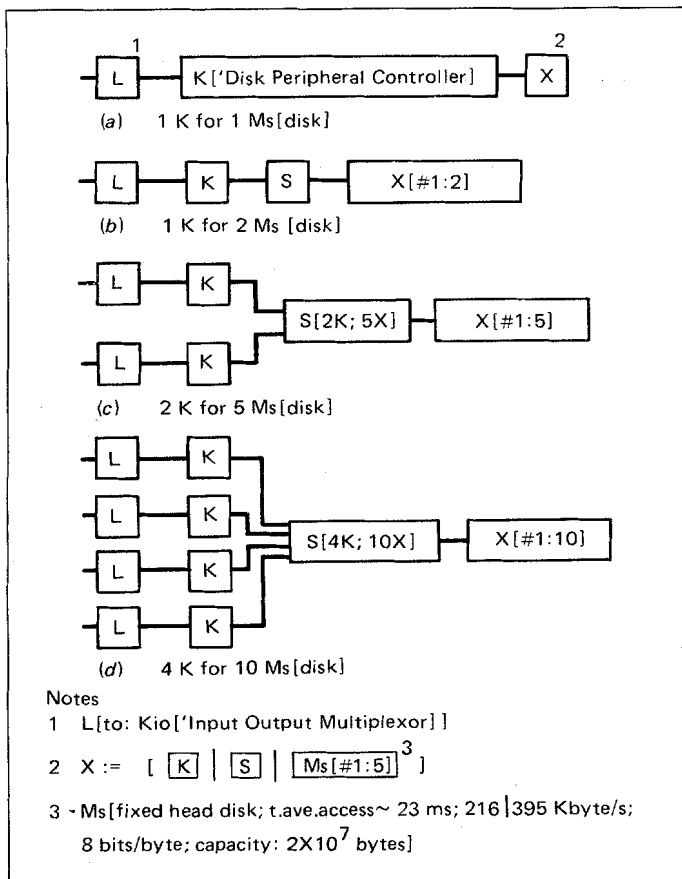 1 2
L K['Disk Peripheral Controller] X
(a) 1 K for 1 Ms[disk]
L K S X[#1:2]
(b) 1 K for 2 Ms [disk]
L K
S[2K; 5X] X[#1:5]
L K
(c) 2 K for 5 Ms[disk]
L K
L K
S[4K; 10X] X[#1:10]
L K
L K
(d) 4 K for 10 Ms[disk]
Notes
1 L[to: Kio['Input Output Multiplexor] ]
2 X := [ K | S | Ms[#1:5]³ ]
3 - Ms[fixed head disk; t.ave.access~ 23 ms; 216|395 Kbyte/s;
8 bits/byte; capacity: 2X10⁷ bytes]